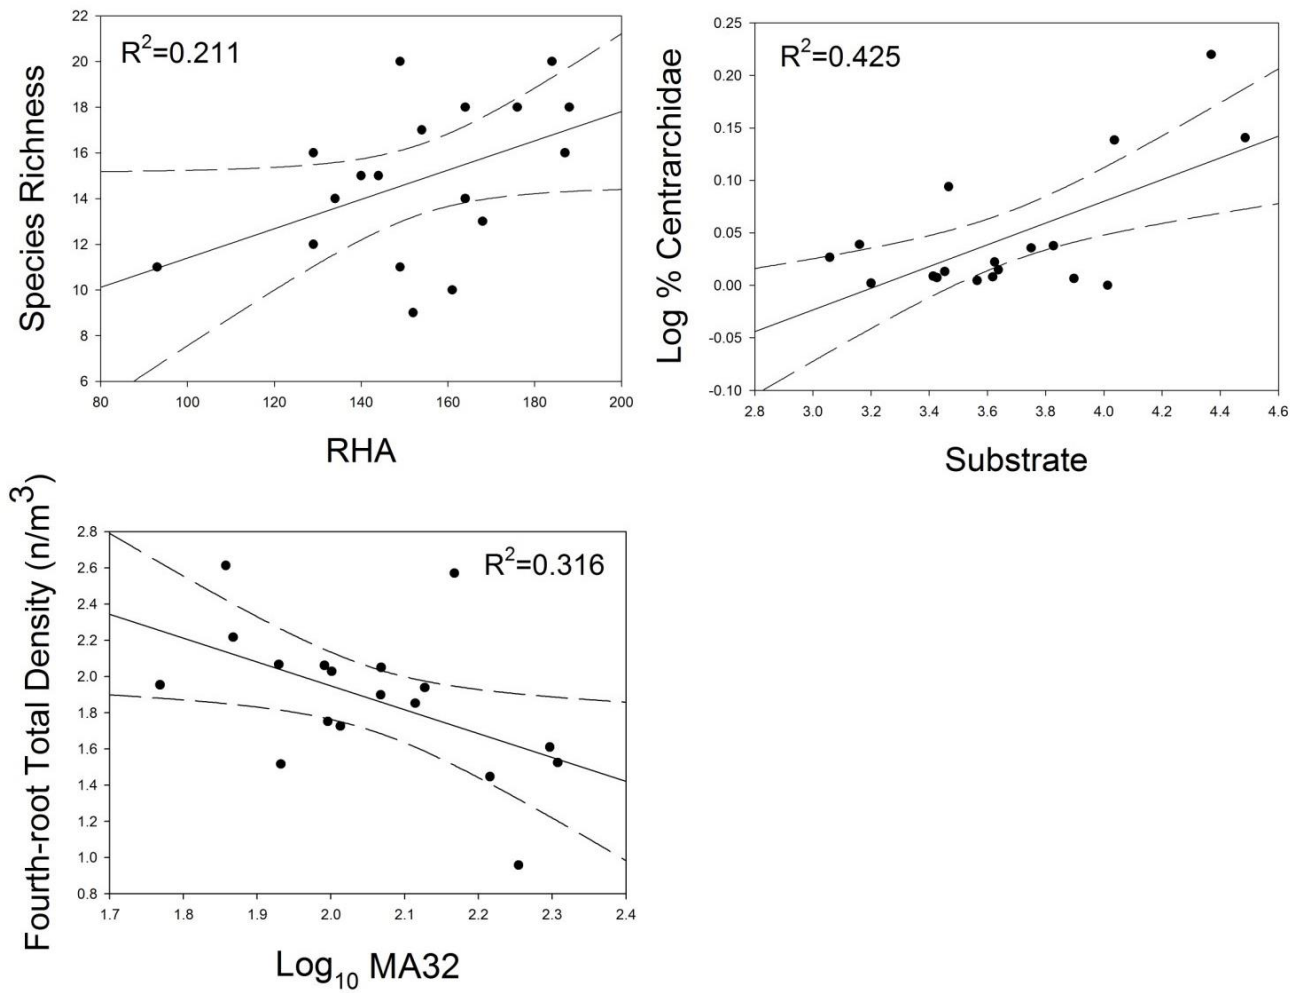 R²=0.211
Species Richness
22
20
18
16
14
12
10
8
6
80 100 120 140 160 180 200
RHA
R²=0.425
Log % Centrarchidae
0.25
0.20
0.15
0.10
0.05
0.00
-0.05
-0.10
2.8 3.0 3.2 3.4 3.6 3.8 4.0 4.2 4.4 4.6
Substrate
R²=0.316
Fourth-root Total Density (n/m³)
2.8
2.6
2.4
2.2
2.0
1.8
1.6
1.4
1.2
1.0
0.8
1.7 1.8 1.9 2.0 2.1 2.2 2.3 2.4
Log₁₀ MA32